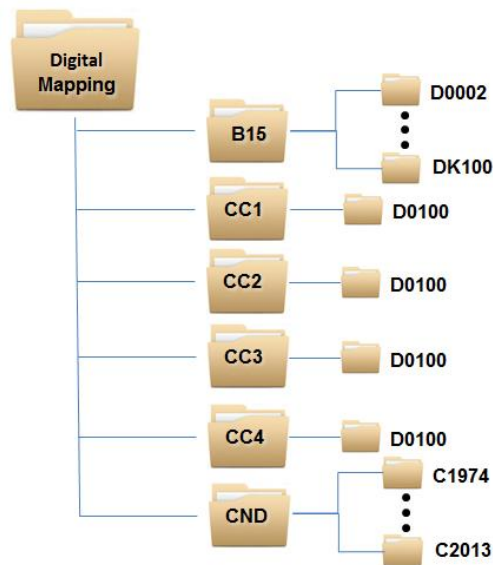 Digital
Mapping
B15
D0002
DK100
CC1
D0100
CC2
D0100
CC3
D0100
CC4
D0100
CND
C1974
C2013